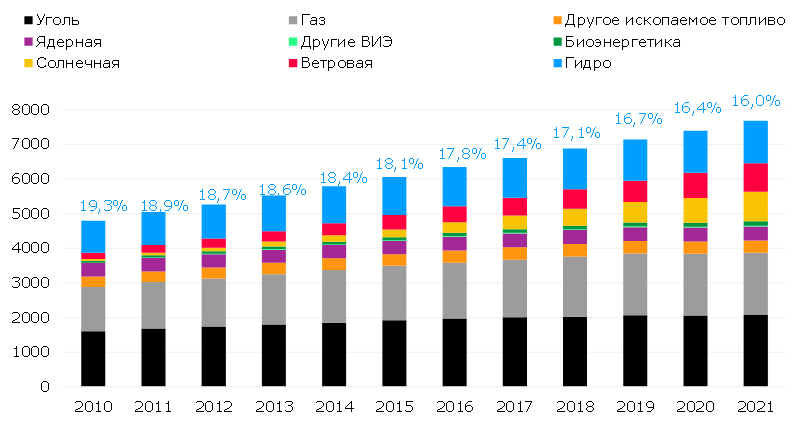 Уголь Газ Другое ископаемое топливо
Ядерная Другие ВИЭ Биоэнергетика
Солнечная Ветровая Гидро
8000
7000
6000
5000
4000
3000
2000
1000
0
19,3% 18,9% 18,7% 18,6% 18,4% 18,1% 17,8% 17,4% 17,1% 16,7% 16,4% 16,0%
2010 2011 2012 2013 2014 2015 2016 2017 2018 2019 2020 2021